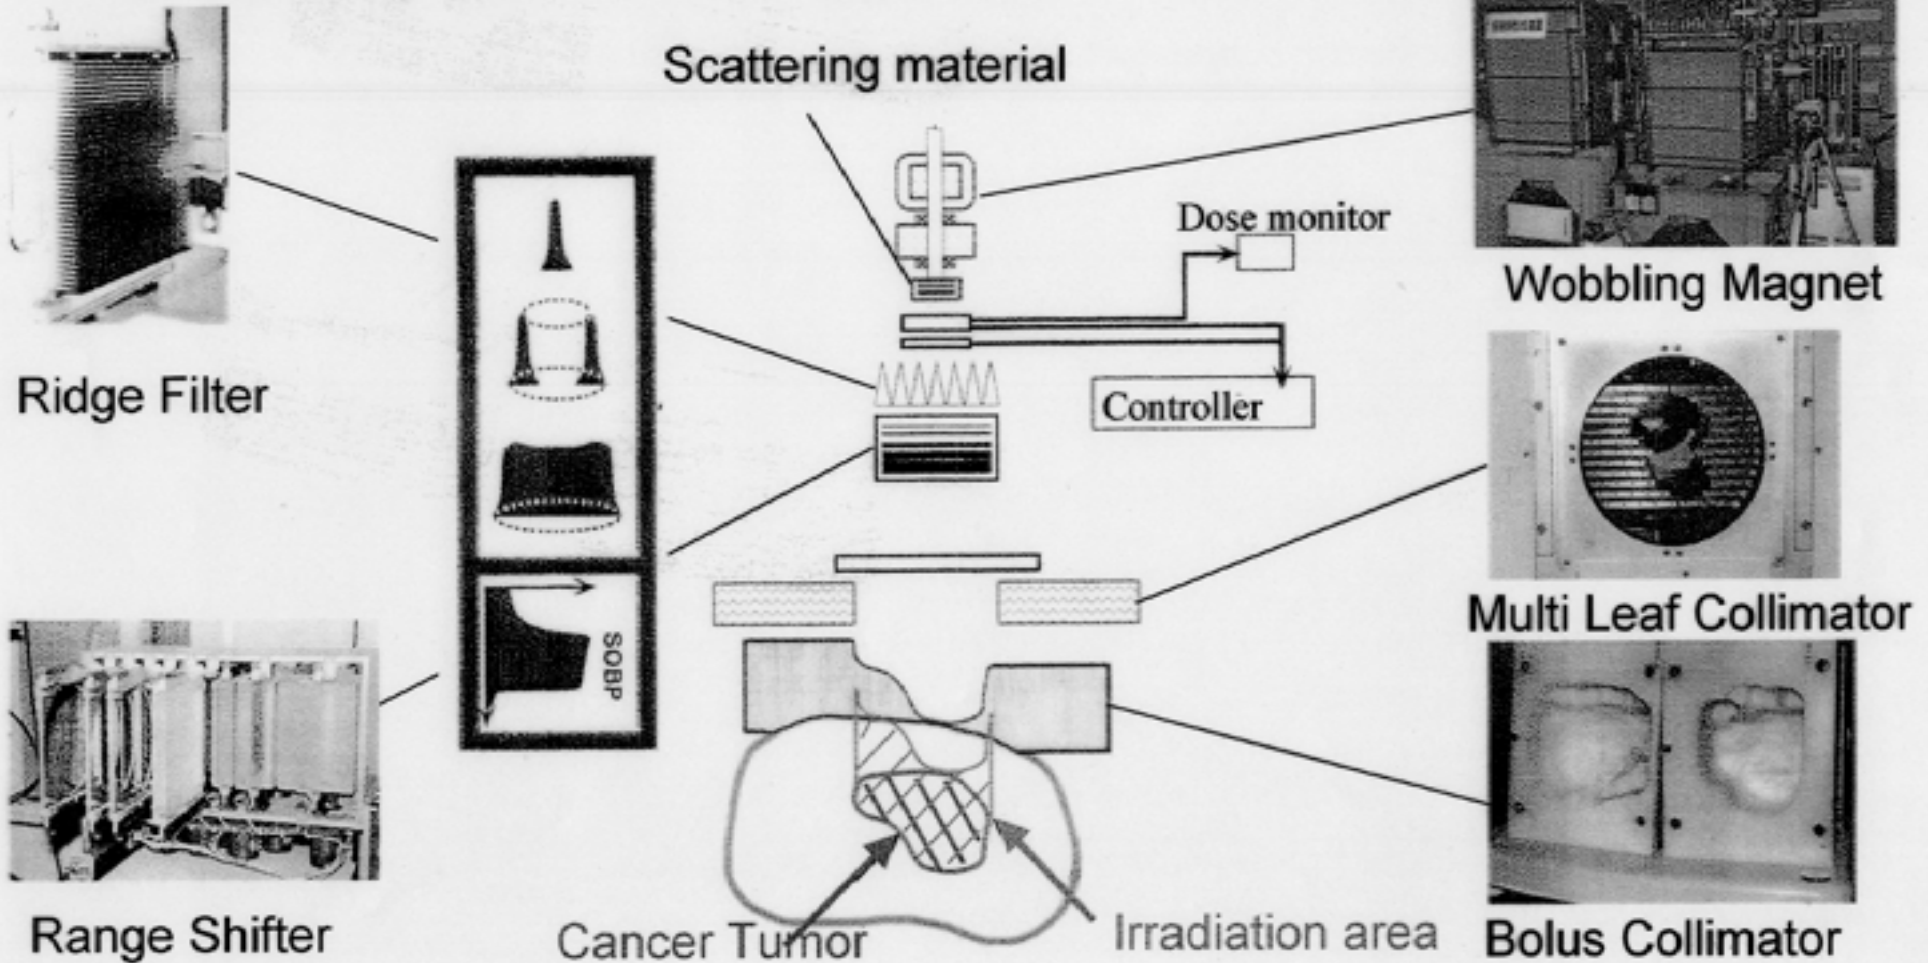 Scattering material
Dose monitor
Wobbling Magnet
Ridge Filter
Controller
Multi Leaf Collimator
SOBP
Range Shifter
Cancer Tumor
Irradiation area
Bolus Collimator